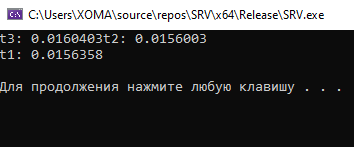 C:\Users\XOMA\source\repos\SRV\x64\Release\SRV.exe
t3: 0.0160403t2: 0.0156003
t1: 0.0156358
Для продолжения нажмите любую клавишу . . .